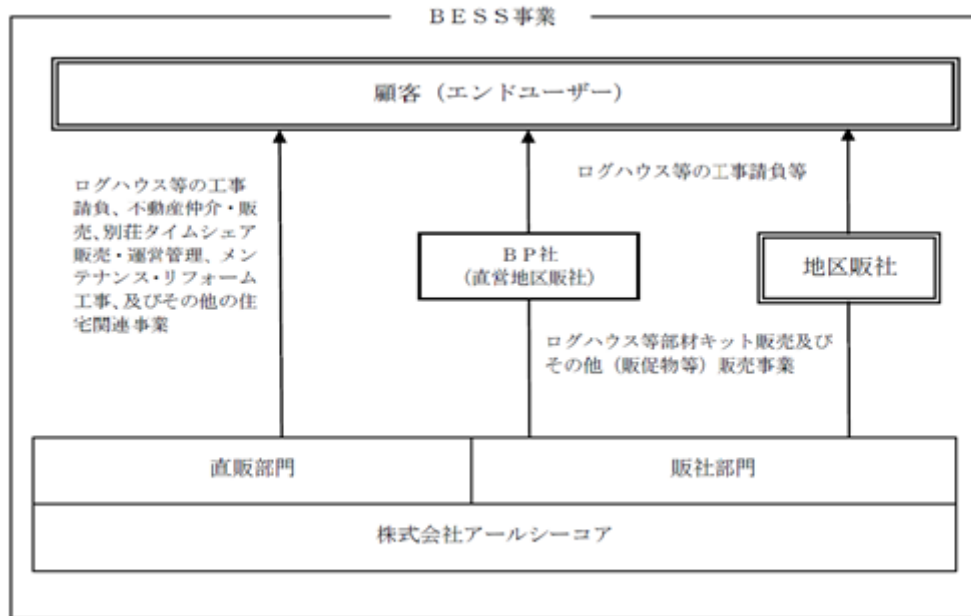 ＢＥＳＳ事業
顧客（エンドユーザー）
ログハウス等の工事
請負、不動産仲介・販
売、別荘タイムシェア
販売・運営管理、メン
テナンス・リフォーム
工事、及びその他の住
宅関連事業
ログハウス等の工事請負等
ＢＰ社
（直営地区販社）
地区販社
ログハウス等部材キット販売及び
その他（販促物等）販売事業
直販部門
販社部門
株式会社アールシーコア